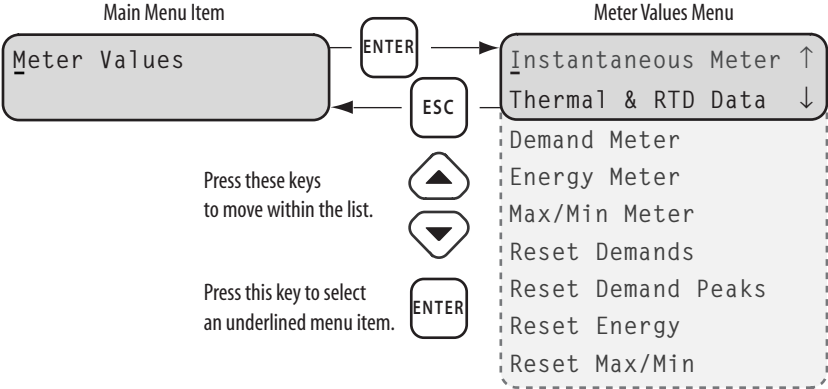 Main Menu Item
Meter Values Menu
Meter Values
ENTER
ESC
Instantaneous Meter ↑
Thermal & RTD Data ↓
Demand Meter
Energy Meter
Max/Min Meter
Reset Demands
Reset Demand Peaks
Reset Energy
Reset Max/Min
Press these keys
to move within the list.
Press this key to select
an underlined menu item.
ENTER